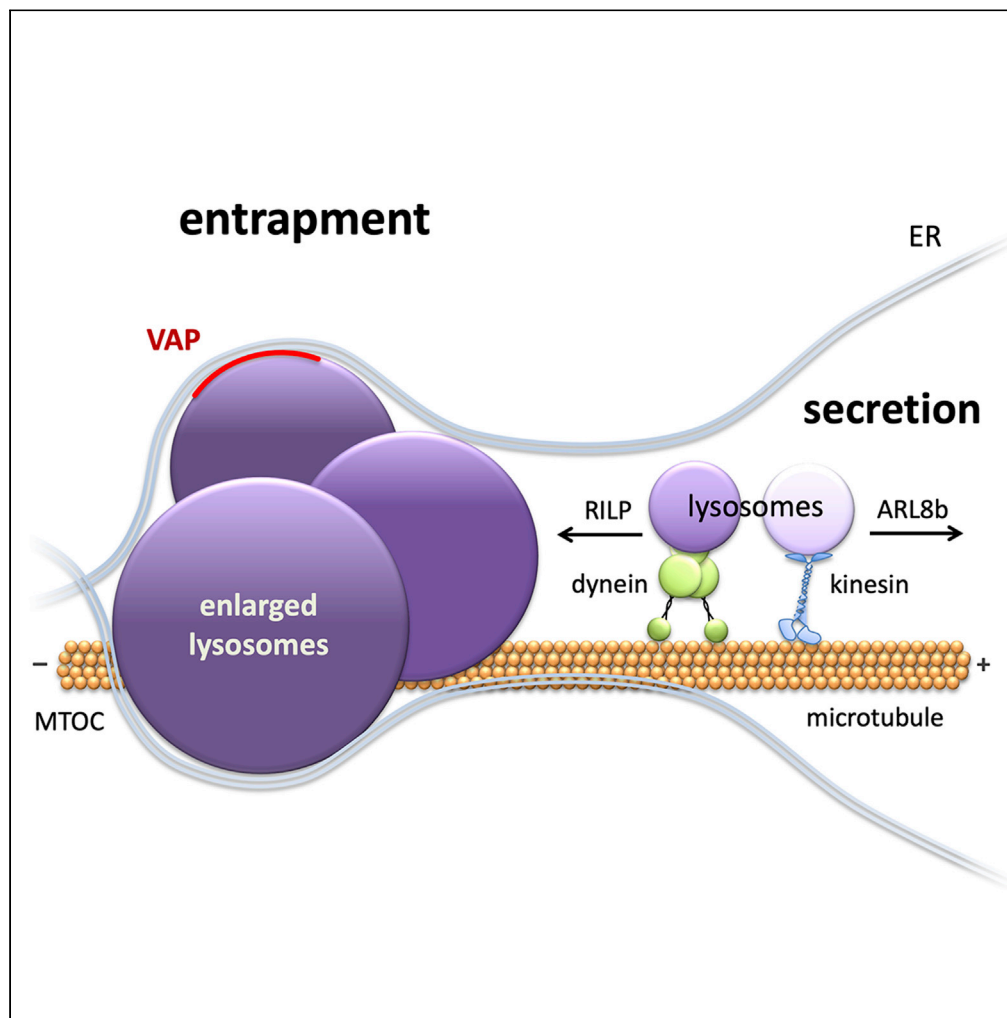 entrapment
ER
VAP
secretion
RILP
lysosomes
ARL8b
dynein
kinesin
enlarged
lysosomes
–
+
MTOC
microtubule